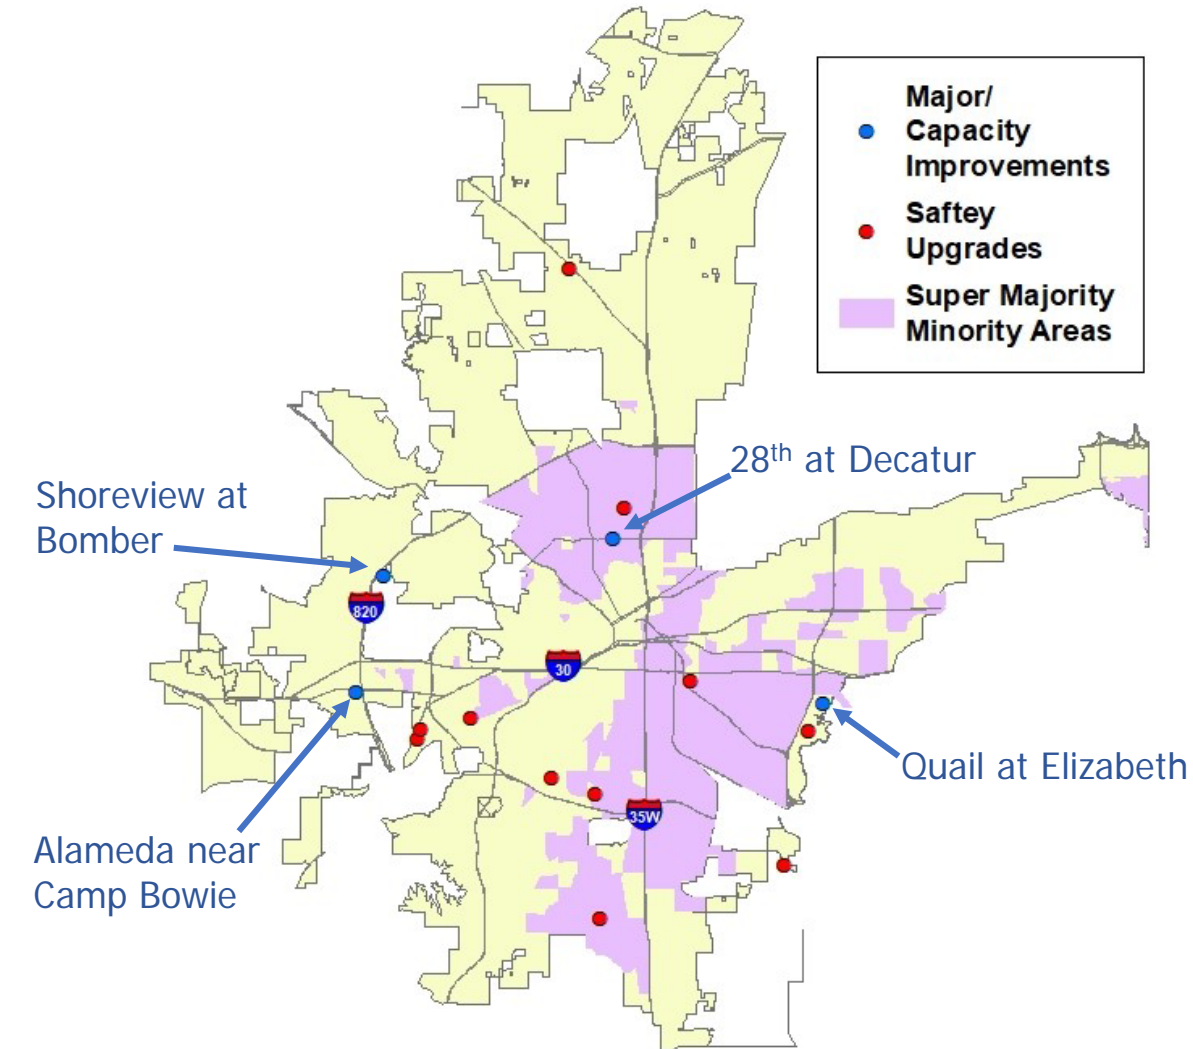 Major/
Capacity
Improvements
Saftey
Upgrades
Super Majority
Minority Areas
28th at Decatur
Shoreview at
Bomber
820
30
Quail at Elizabeth
35W
Alameda near
Camp Bowie